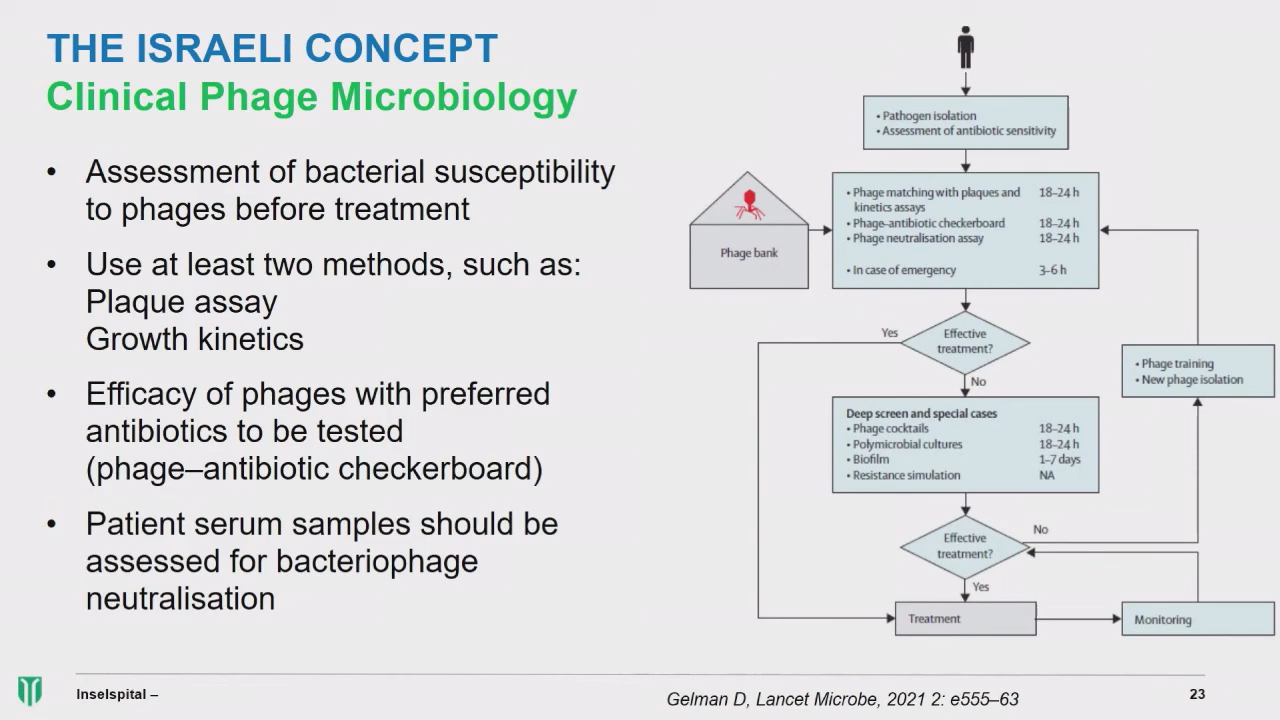 THE ISRAELI CONCEPT
Clinical Phage Microbiology
• Assessment of bacterial susceptibility
to phages before treatment
• Use at least two methods, such as:
Plaque assay
Growth kinetics
• Efficacy of phages with preferred
antibiotics to be tested
(phage–antibiotic checkerboard)
• Patient serum samples should be
assessed for bacteriophage
neutralisation
• Pathogen isolation
• Assessment of antibiotic sensitivity
Phage bank
• Phage matching with plaques and 18–24 h
kinetics assays
• Phage-antibiotic checkerboard 18–24 h
• Phage neutralisation assay 18–24 h
• In case of emergency 3–6 h
Yes
Effective
treatment?
No
• Phage training
• New phage isolation
Deep screen and special cases
• Phage cocktails 18–24 h
• Polymicrobial cultures 18–24 h
• Biofilm 1–7 days
• Resistance simulation NA
Effective
treatment?
No
Yes
Treatment
Monitoring
Inselspital –
Gelman D, Lancet Microbe, 2021 2: e555–63
23